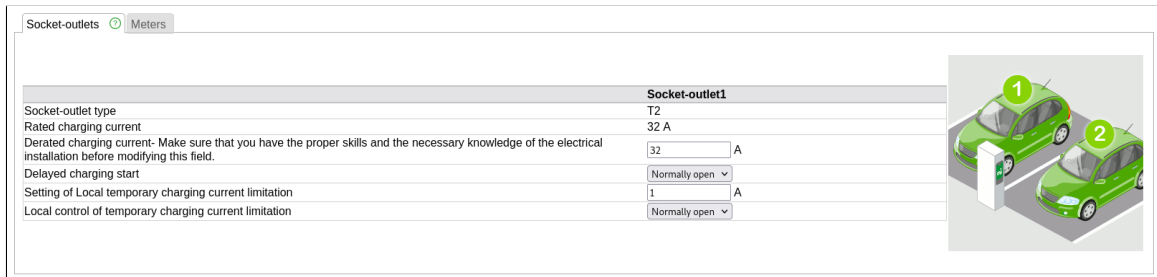 Socket-outlets ?
Meters
Socket-outlet1
Socket-outlet type T2
Rated charging current 32 A
Derated charging current- Make sure that you have the proper skills and the necessary knowledge of the electrical
installation before modifying this field. 32 A
Delayed charging start Normally open
Setting of Local temporary charging current limitation 1 A
Local control of temporary charging current limitation Normally open
1
2